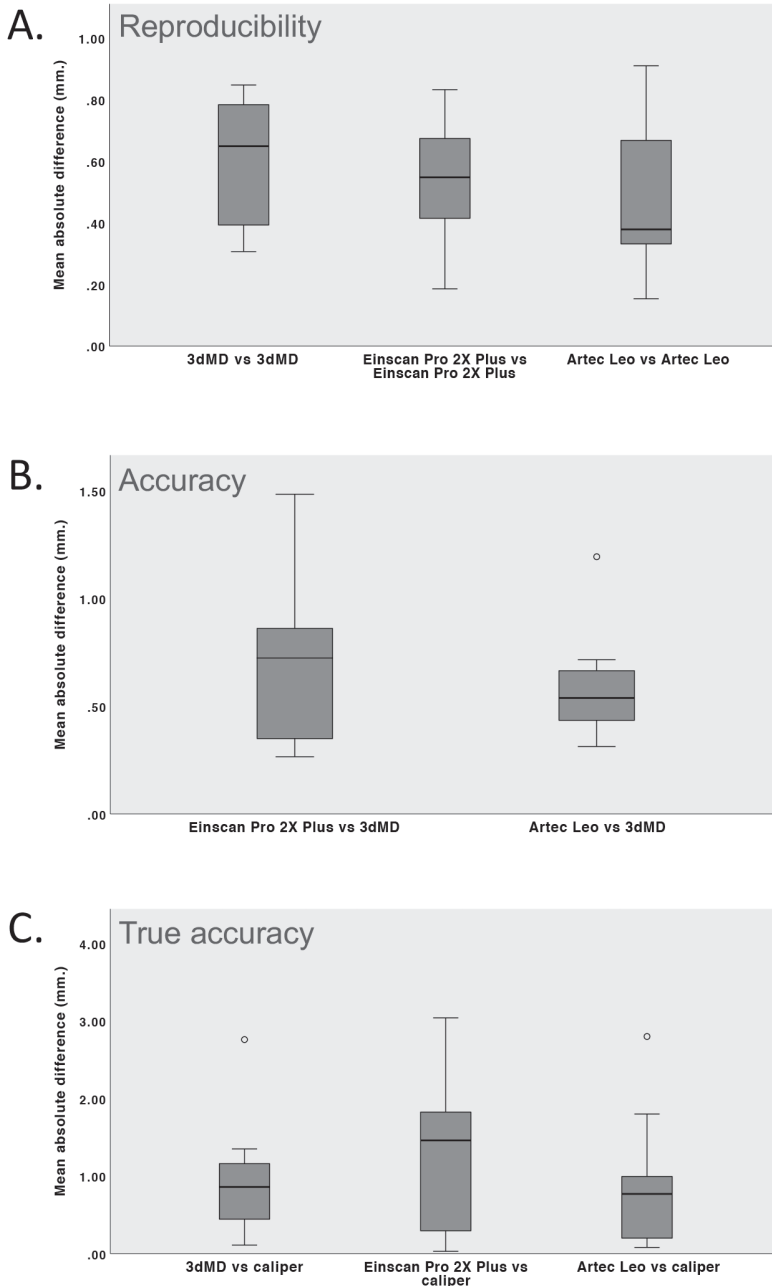 A.
Reproducibility
Mean absolute difference (mm.)
1.00
.80
.60
.40
.20
.00
3dMD vs 3dMD
Einscan Pro 2X Plus vs
Einscan Pro 2X Plus
Artec Leo vs Artec Leo
B.
Accuracy
Mean absolute difference (mm.)
1.50
1.00
.50
.00
Einscan Pro 2X Plus vs 3dMD
Artec Leo vs 3dMD
C.
True accuracy
Mean absolute difference (mm.)
4.00
3.00
2.00
1.00
.00
3dMD vs caliper
Einscan Pro 2X Plus vs
caliper
Artec Leo vs caliper